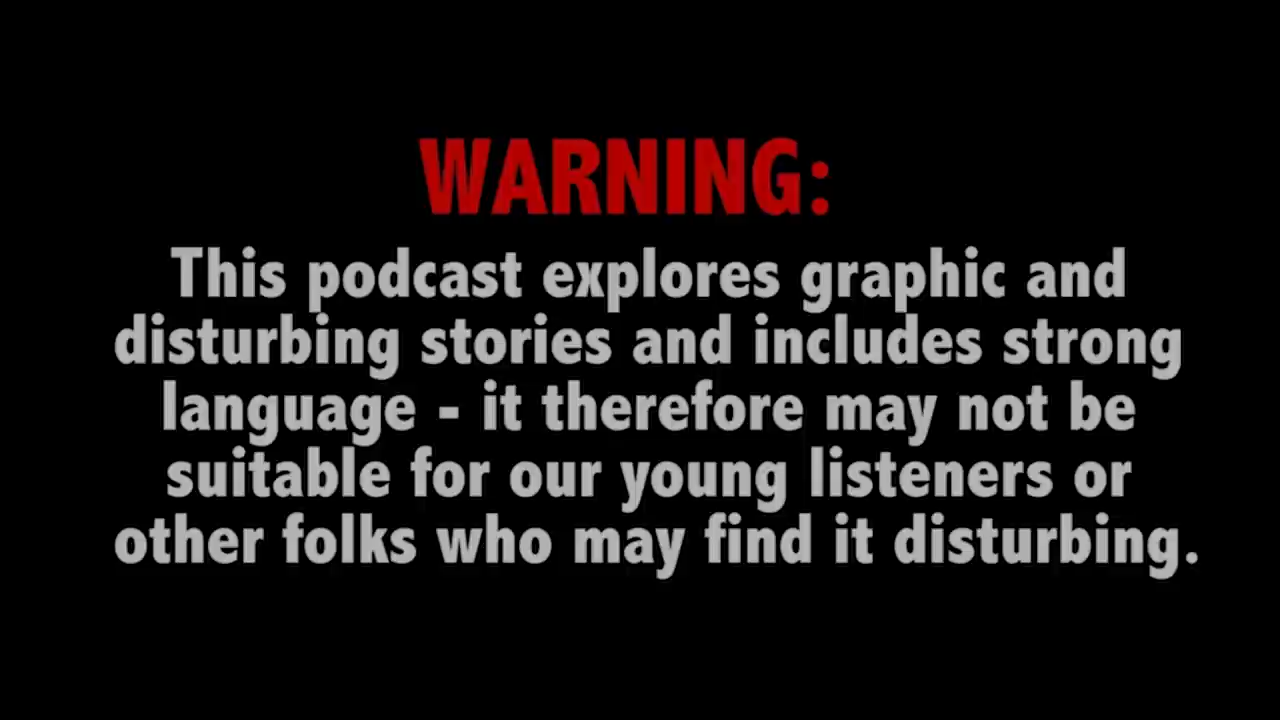 WARNING:
This podcast explores graphic and
disturbing stories and includes strong
language - it therefore may not be
suitable for our young listeners or
other folks who may find it disturbing.